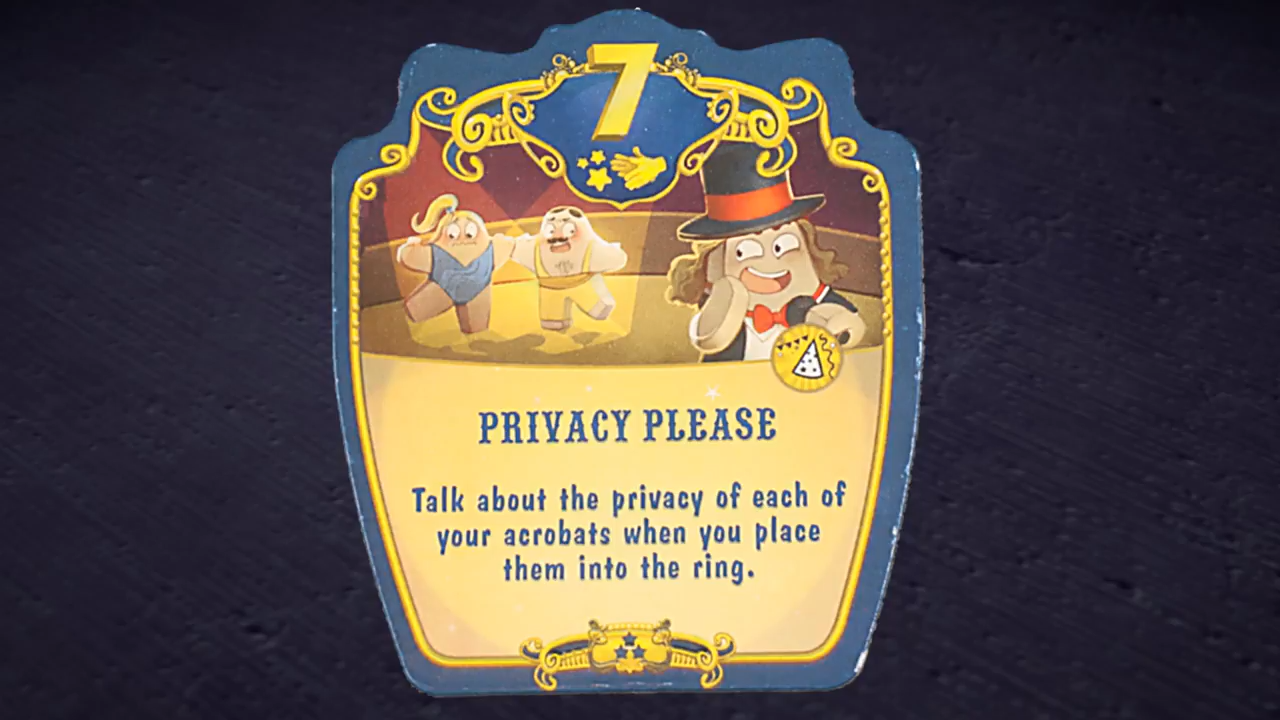 7
PRIVACY PLEASE
Talk about the privacy of each of
your acrobats when you place
them into the ring.